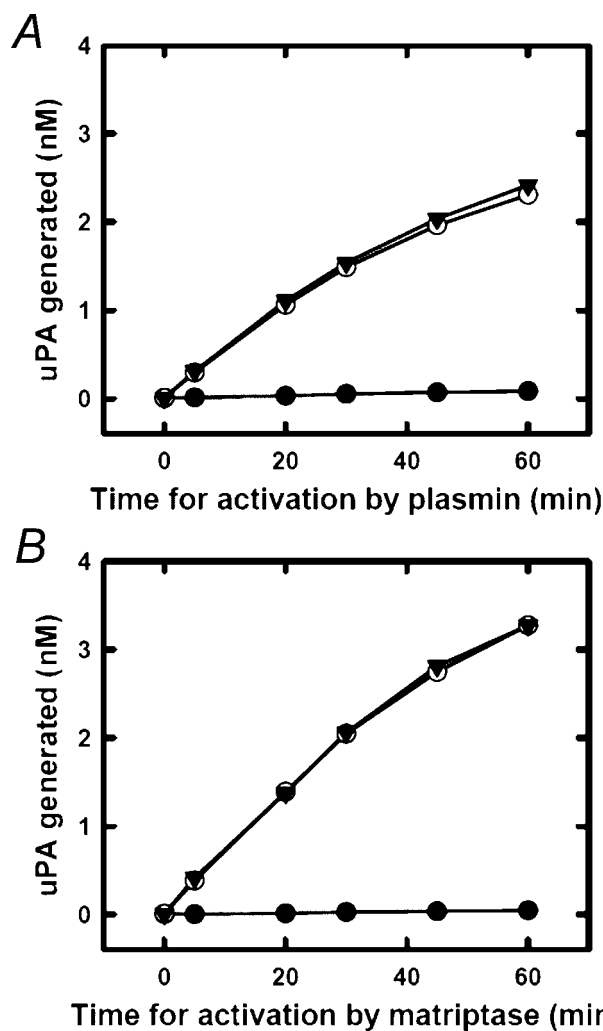 A
4
3
2
1
0
uPA generated (nM)
0 20 40 60
Time for activation by plasmin (min)
B
4
3
2
1
0
uPA generated (nM)
0 20 40 60
Time for activation by matriptase (min